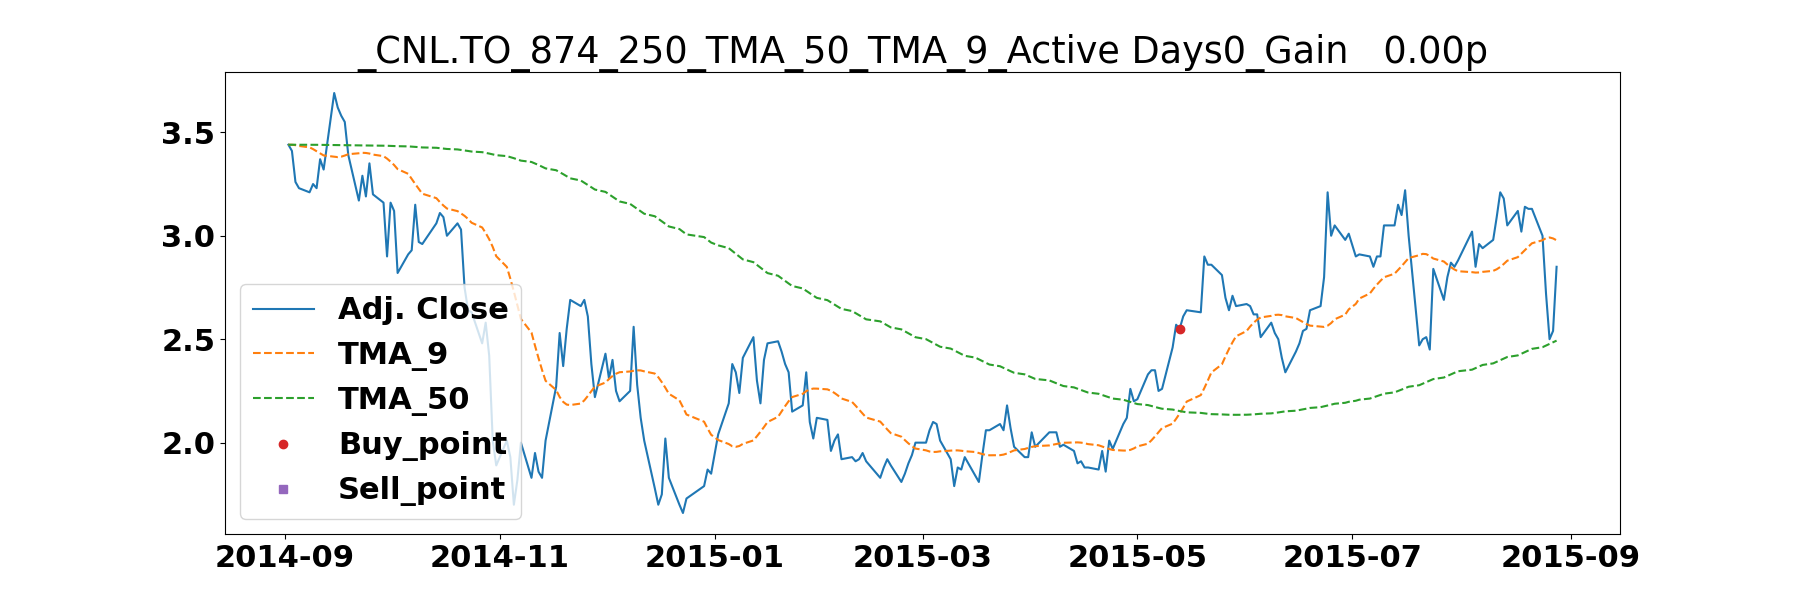 _CNL.TO_874_250_TMA_50_TMA_9_Active Days0_Gain   0.00p
3.5
3.0
2.5
2.0
Adj. Close
TMA_9
TMA_50
Buy_point
Sell_point
2014-09 2014-11 2015-01 2015-03 2015-05 2015-07 2015-09